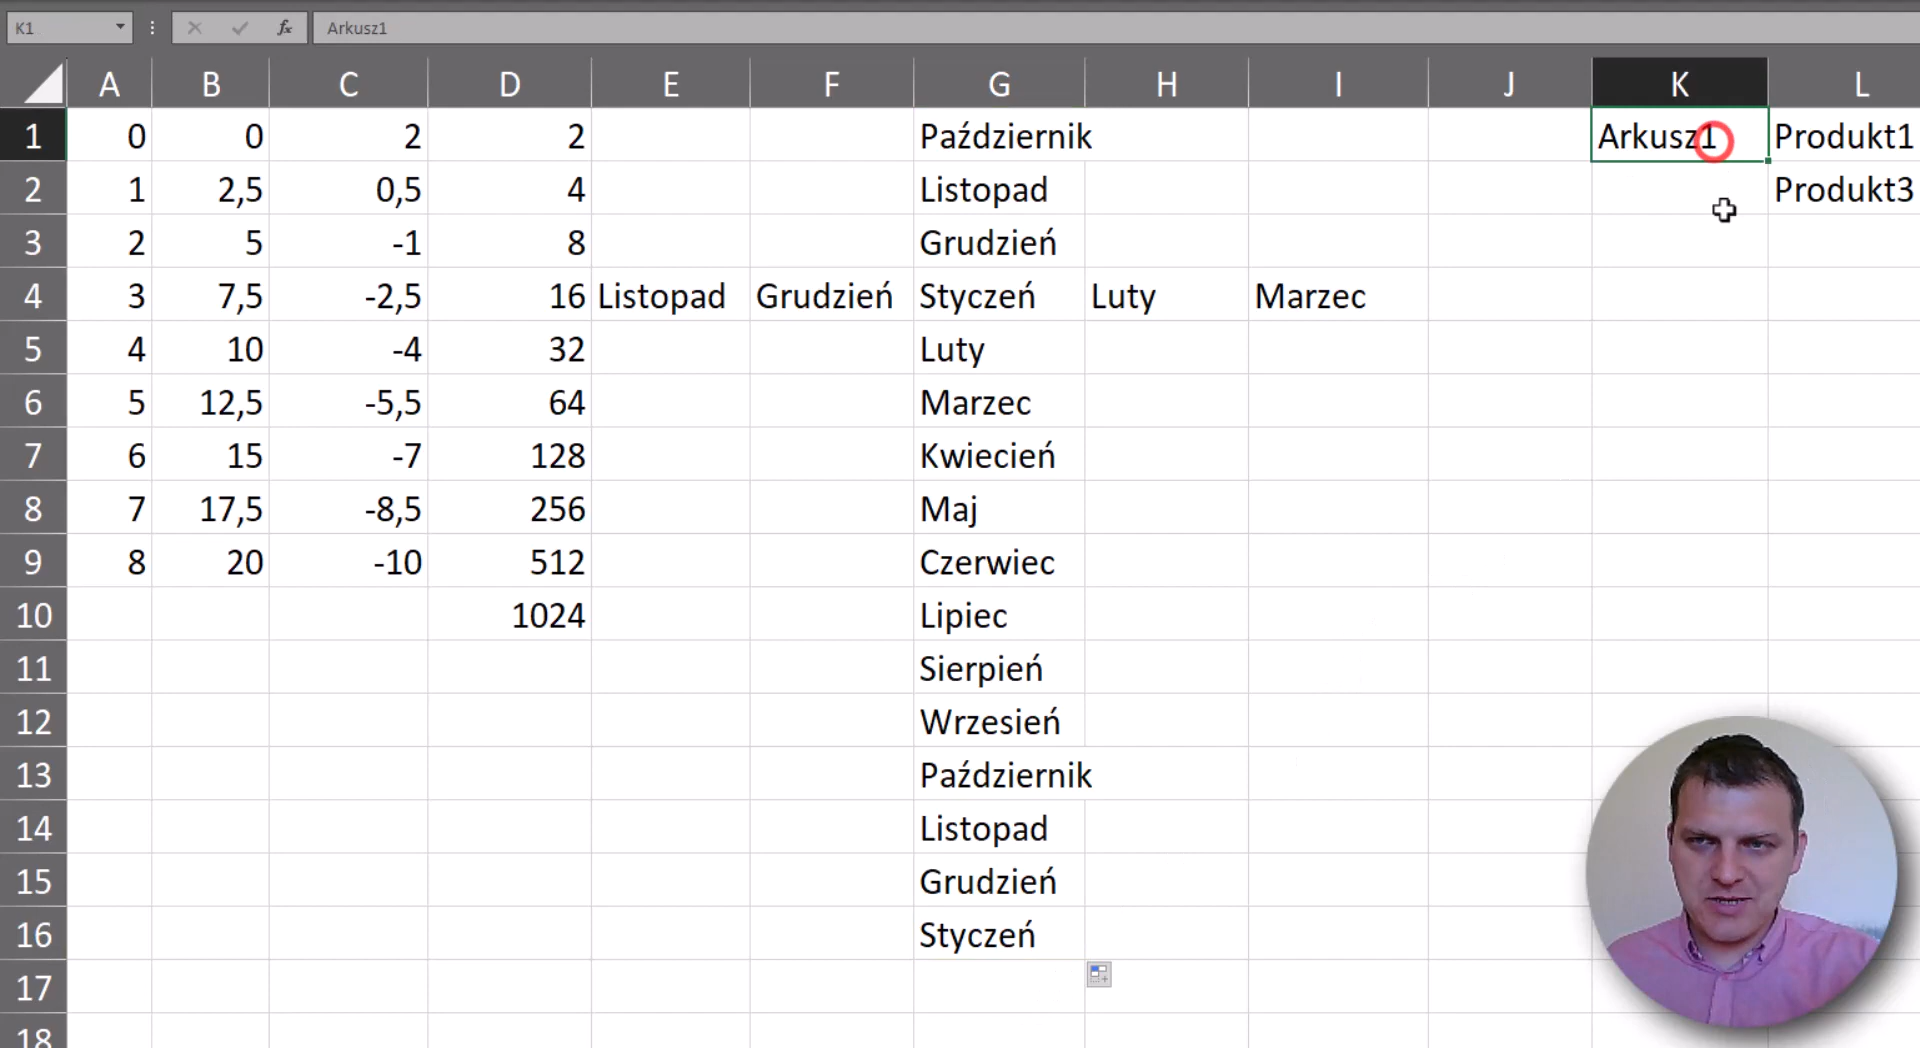 K1 fx Arkusz1
A B C D E F G H I J K L
1 0 0 2 2 Październik Arkusz1 Produkt1
2 1 2,5 0,5 4 Listopad Produkt3
3 2 5 -1 8 Grudzień
4 3 7,5 -2,5 16 Listopad Grudzień Styczeń Luty Marzec
5 4 10 -4 32 Luty
6 5 12,5 -5,5 64 Marzec
7 6 15 -7 128 Kwiecień
8 7 17,5 -8,5 256 Maj
9 8 20 -10 512 Czerwiec
10 1024 Lipiec
11 Sierpień
12 Wrzesień
13 Październik
14 Listopad
15 Grudzień
16 Styczeń
17
18